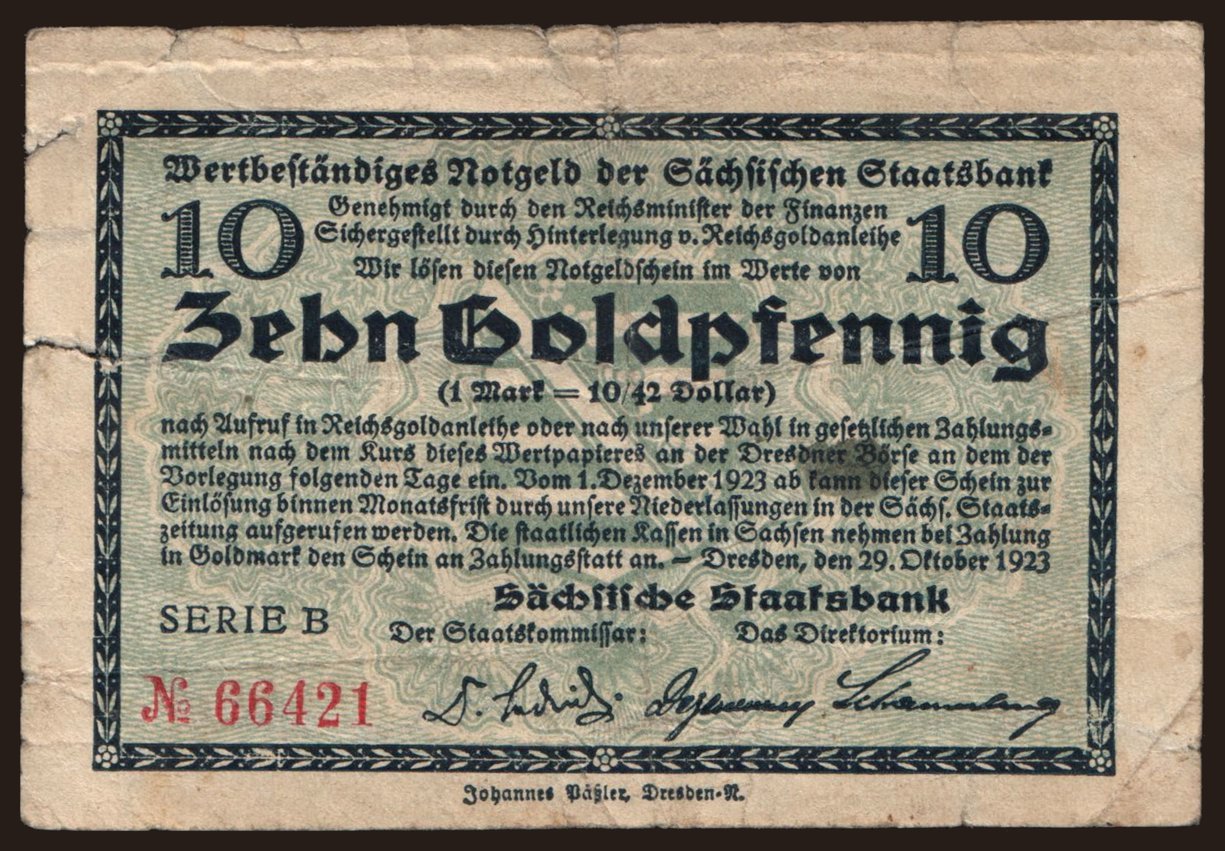 Wertbeständiges Notgeld der Sächsischen Staatsbank
10 Genehmigt durch den Reichsminister der Finanzen 10
Sichergestellt durch Hinterlegung v. Reichsgoldanleihe
Wir lösen diesen Notgeldschein im Werte von
Zehn Goldpfennig
(1 Mark = 10/42 Dollar)
nach Aufruf in Reichsgoldanleihe oder nach unserer Wahl in gesetzlichen Zahlungs-
mitteln nach dem Kurs dieses Wertpapieres an der Dresdner Börse an dem der
Vorlegung folgenden Tage ein. Vom 1. Dezember 1923 ab kann dieser Schein zur
Einlösung binnen Monatsfrist durch unsere Niederlassungen in der Sächs. Staats-
zeitung aufgerufen werden. Die staatlichen Kassen in Sachsen nehmen bei Zahlung
in Goldmark den Schein an Zahlungsstatt an. – Dresden, den 29. Oktober 1923
Sächsische Staatsbank
SERIE B
Der Staatskommissar: Das Direktorium:
№ 66421
Johannes Päßler, Dresden-N.